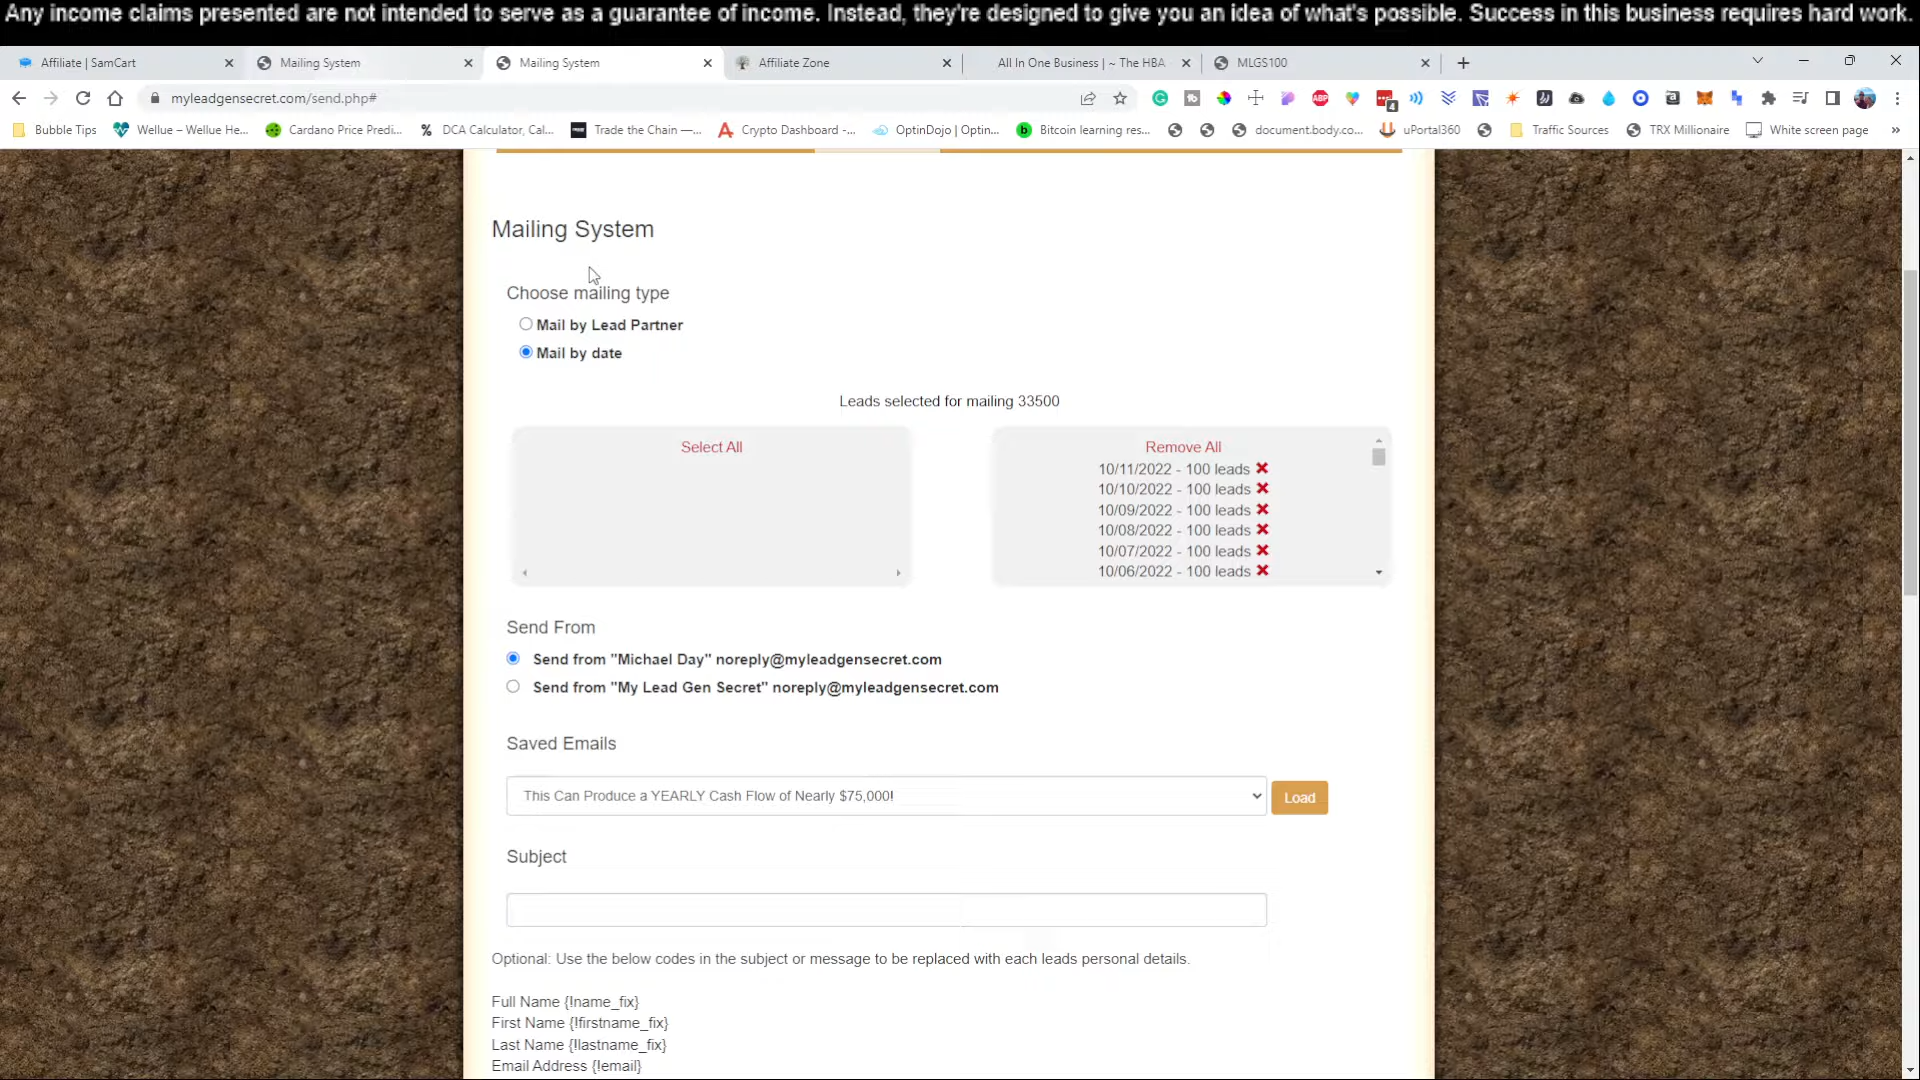 Any income claims presented are not intended to serve as a guarantee of income. Instead, they're designed to give you an idea of what's possible. Success in this business requires hard work.
Affiliate | SamCart
Mailing System
Mailing System
Affiliate Zone
All In One Business | ~ The HBA
MLGS100
myleadgensecret.com/send.php#
Bubble Tips
Wellue – Wellue He...
Cardano Price Predi...
DCA Calculator, Cal...
Trade the Chain —...
Crypto Dashboard -...
OptinDojo | Optin...
Bitcoin learning res...
document.body.co...
uPortal360
Traffic Sources
TRX Millionaire
White screen page
»
Mailing System
Choose mailing type
Mail by Lead Partner
Mail by date
Leads selected for mailing 33500
Select All
Remove All
10/11/2022 - 100 leads
10/10/2022 - 100 leads
10/09/2022 - 100 leads
10/08/2022 - 100 leads
10/07/2022 - 100 leads
10/06/2022 - 100 leads
Send From
Send from "Michael Day" noreply@myleadgensecret.com
Send from "My Lead Gen Secret" noreply@myleadgensecret.com
Saved Emails
This Can Produce a YEARLY Cash Flow of Nearly $75,000!
Load
Subject
Optional: Use the below codes in the subject or message to be replaced with each leads personal details.
Full Name {!name_fix}
First Name {!firstname_fix}
Last Name {!lastname_fix}
Email Address {!email}